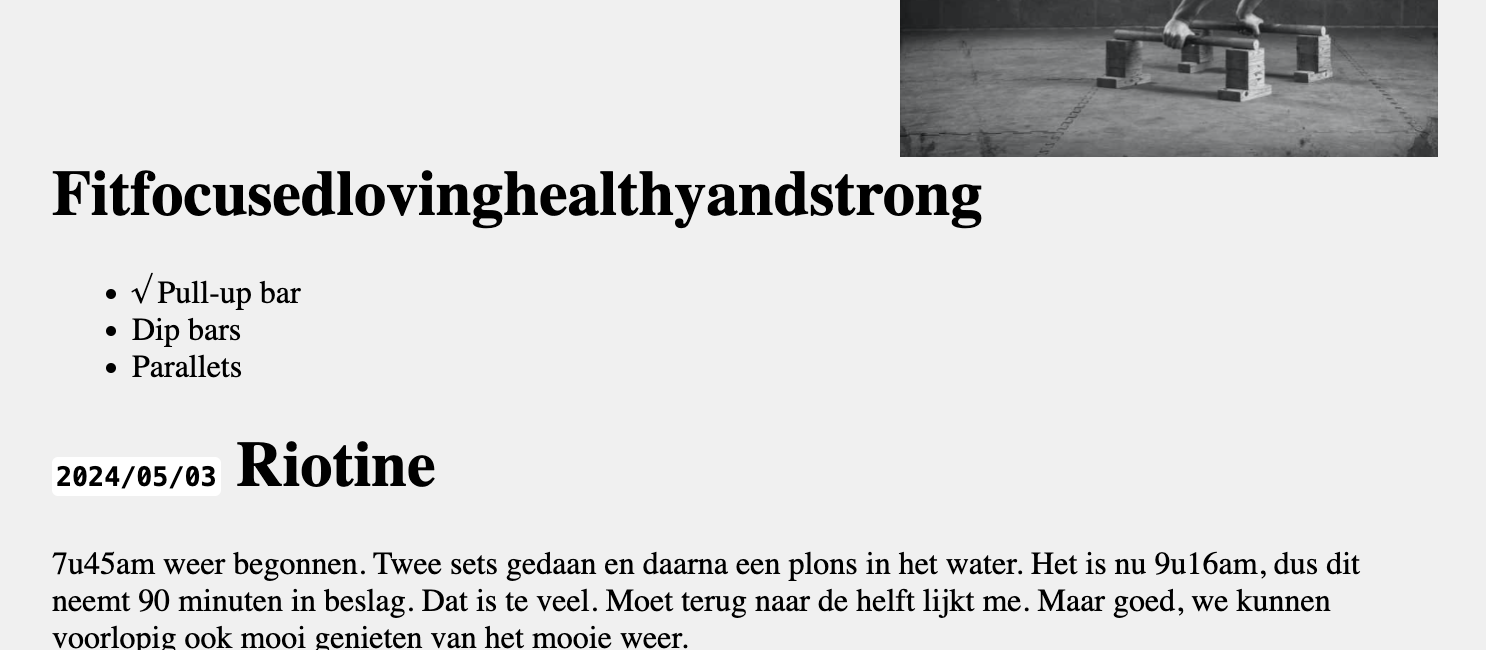 Fitfocusedlovinghealthyandstrong
• √ Pull-up bar
• Dip bars
• Parallets
2024/05/03 Riotine
7u45am weer begonnen. Twee sets gedaan en daarna een plons in het water. Het is nu 9u16am, dus dit
neemt 90 minuten in beslag. Dat is te veel. Moet terug naar de helft lijkt me. Maar goed, we kunnen
voorlopig ook mooi genieten van het mooie weer.